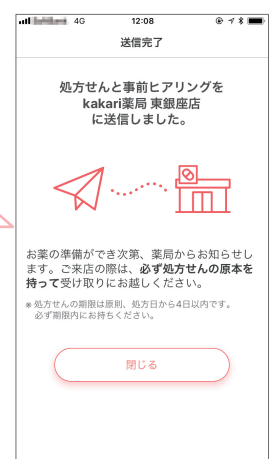 4G 12:08
送信完了
処方せんと事前ヒアリングを
kakari薬局 東銀座店
に送信しました。
お薬の準備ができ次第、薬局からお知らせし
ます。ご来店の際は、必ず処方せんの原本を
持って受け取りにお越しください。
※処方せんの期限は原則、処方日から4日以内です。
必ず期限内にお持ちください。
閉じる